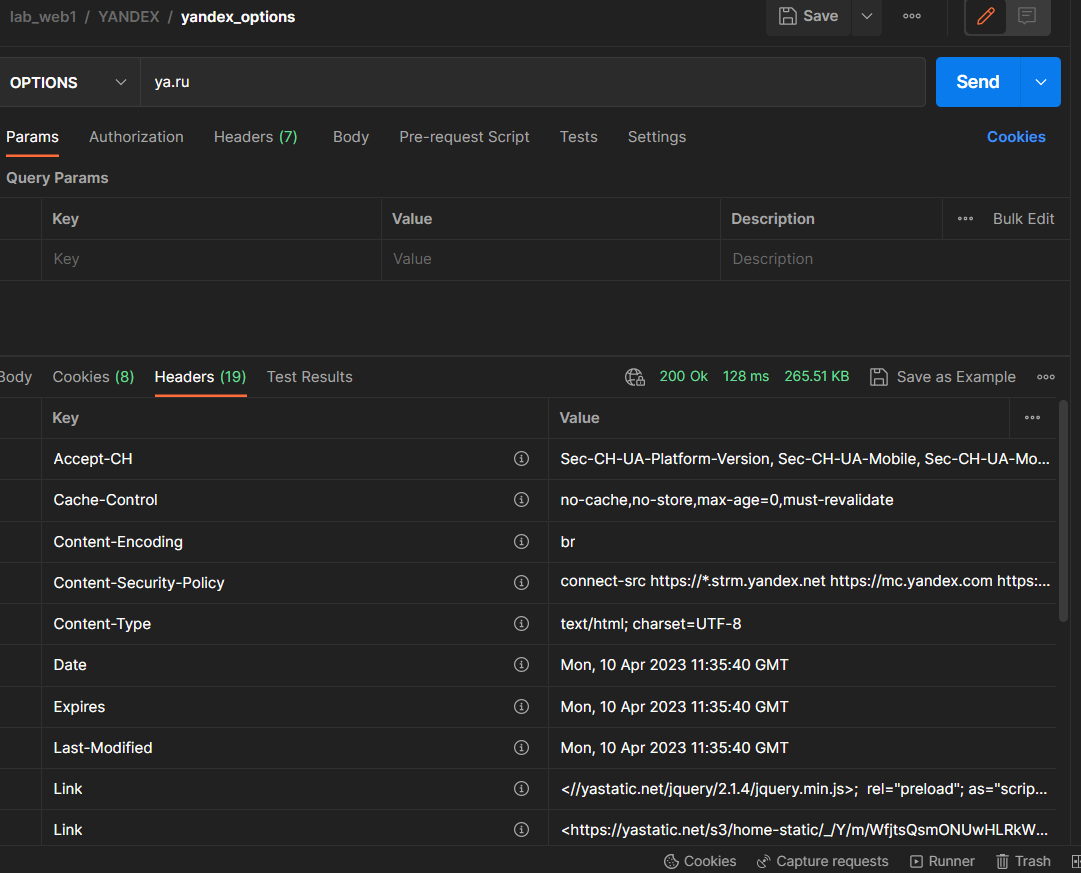 lab_web1 / YANDEX / yandex_options Save
OPTIONS ya.ru Send
Params Authorization Headers (7) Body Pre-request Script Tests Settings Cookies
Query Params
Key Value Description Bulk Edit
Key Value Description
Body Cookies (8) Headers (19) Test Results 200 Ok 128 ms 265.51 KB Save as Example
Key Value
Accept-CH Sec-CH-UA-Platform-Version, Sec-CH-UA-Mobile, Sec-CH-UA-Mo...
Cache-Control no-cache,no-store,max-age=0,must-revalidate
Content-Encoding br
Content-Security-Policy connect-src https://*.strm.yandex.net https://mc.yandex.com https:...
Content-Type text/html; charset=UTF-8
Date Mon, 10 Apr 2023 11:35:40 GMT
Expires Mon, 10 Apr 2023 11:35:40 GMT
Last-Modified Mon, 10 Apr 2023 11:35:40 GMT
Link <//yastatic.net/jquery/2.1.4/jquery.min.js>; rel="preload"; as="scrip...
Link <https://yastatic.net/s3/home-static/_/Y/m/WfjtsQsmONUwHLRkW...
Cookies Capture requests Runner Trash